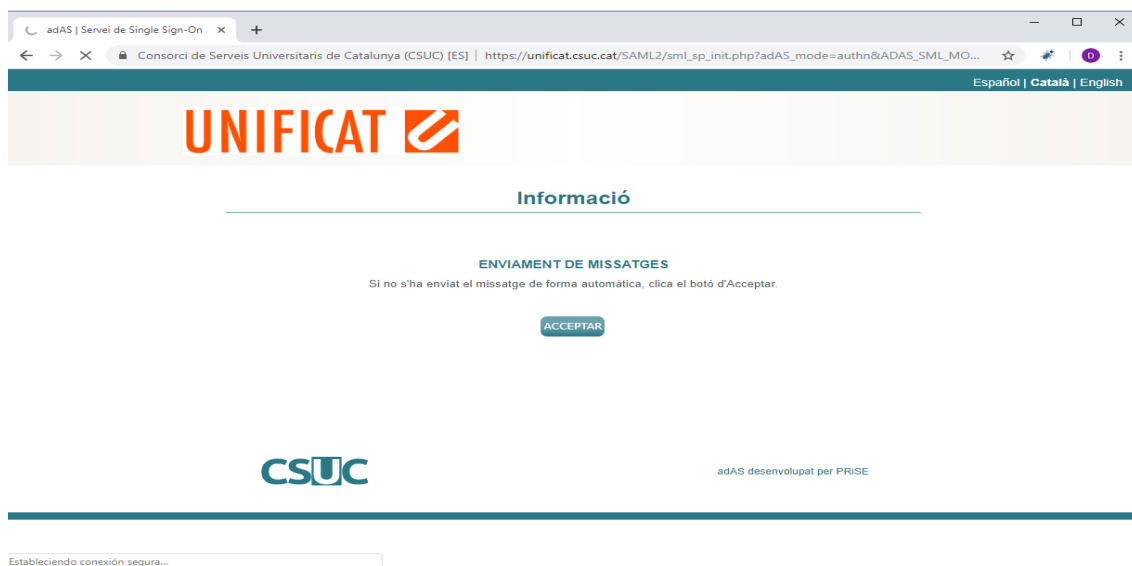 adAS | Servei de Single Sign-On
Consorci de Serveis Universitaris de Catalunya (CSUC) [ES] | https://unificat.csuc.cat/SAML2/sml_sp_init.php?adAS_mode=authn&ADAS_SML_MO...
D
Español | Català | English
UNIFICAT
Informació
ENVIAMENT DE MISSATGES
Si no s'ha enviat el missatge de forma automàtica, clica el botó d'Acceptar.
ACCEPTAR
CSUC
adAS desenvolupat per PRiSE
Estableciendo conexión segura...